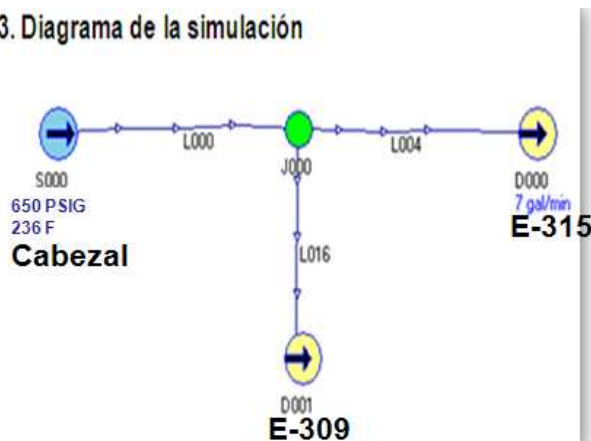 3. Diagrama de la simulación
S000
650 PSIG
236 F
Cabezal
L000
J000
L004
D000
7 gal/min
E-315
L016
D001
E-309